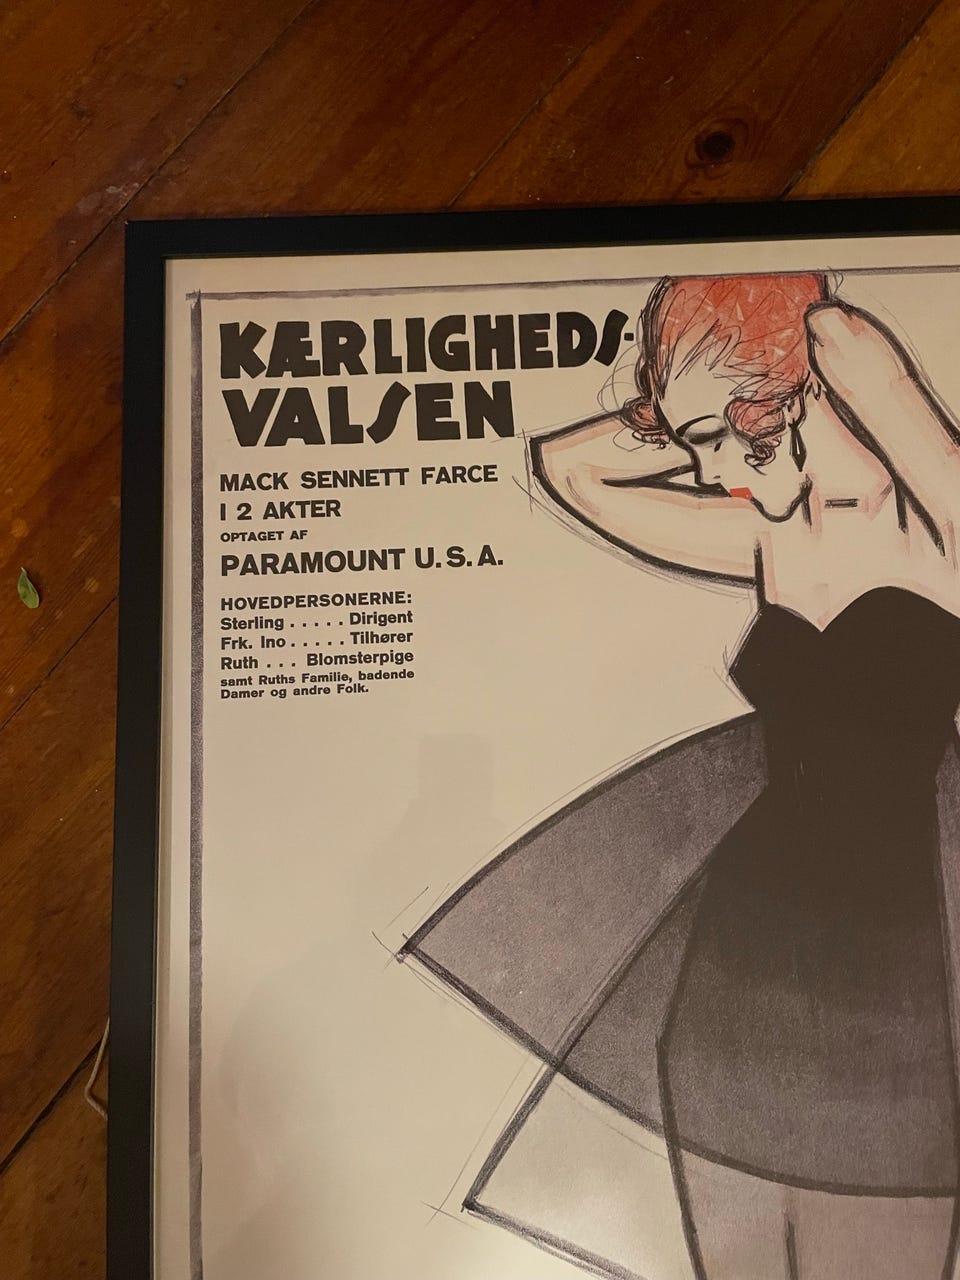 KÆRLIGHEDS-
VALSEN
MACK SENNETT FARCE
I 2 AKTER
OPTAGET AF
PARAMOUNT U.S.A.
HOVEDPERSONERNE:
Sterling ..... Dirigent
Frk. Ino ..... Tilhører
Ruth ... Blomsterpige
samt Ruths Familie, badende
Damer og andre Folk.